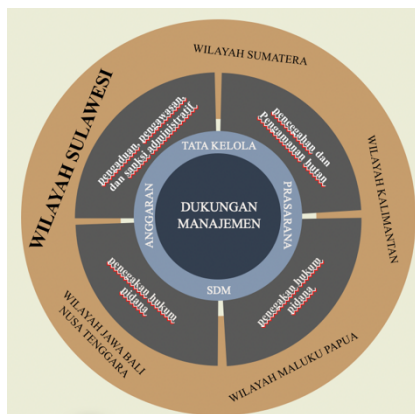 WILAYAH SUMATERA
WILAYAH SULAWESI
WILAYAH KALIMANTAN
pengaduan, pengawasan,
dan sanksi administratif
pencegahan dan
pengamanan hutan
TATA KELOLA
ANGGARAN
PRASARANA
DUKUNGAN
MANAJEMEN
SDM
penegakan hukum
pidana
penegakan hukum
pidana
WILAYAH JAWA BALI
NUSA TENGGARA
WILAYAH MALUKU PAPUA